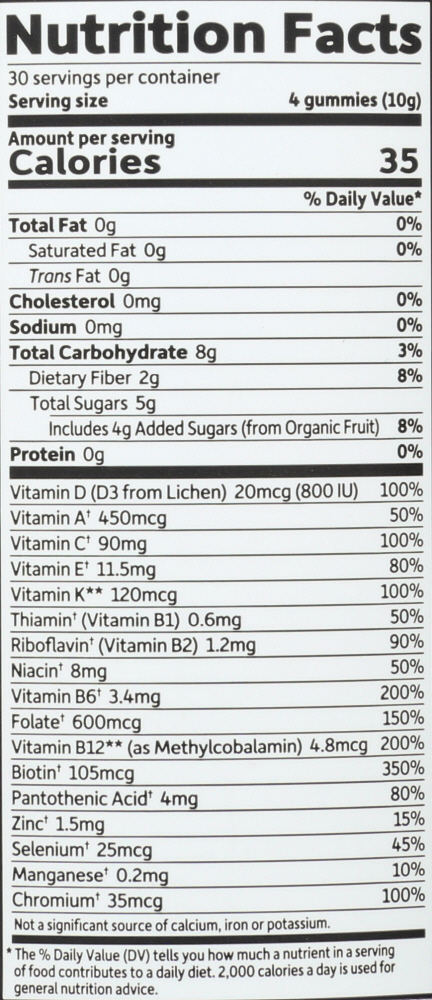 Nutrition Facts
30 servings per container
Serving size 4 gummies (10g)
Amount per serving
Calories 35
% Daily Value*
Total Fat 0g 0%
Saturated Fat 0g 0%
Trans Fat 0g
Cholesterol 0mg 0%
Sodium 0mg 0%
Total Carbohydrate 8g 3%
Dietary Fiber 2g 8%
Total Sugars 5g
Includes 4g Added Sugars (from Organic Fruit) 8%
Protein 0g 0%
Vitamin D (D3 from Lichen) 20mcg (800 IU) 100%
Vitamin A† 450mcg 50%
Vitamin C† 90mg 100%
Vitamin E† 11.5mg 80%
Vitamin K** 120mcg 100%
Thiamin† (Vitamin B1) 0.6mg 50%
Riboflavin† (Vitamin B2) 1.2mg 90%
Niacin† 8mg 50%
Vitamin B6† 3.4mg 200%
Folate† 600mcg 150%
Vitamin B12** (as Methylcobalamin) 4.8mcg 200%
Biotin† 105mcg 350%
Pantothenic Acid† 4mg 80%
Zinc† 1.5mg 15%
Selenium† 25mcg 45%
Manganese† 0.2mg 10%
Chromium† 35mcg 100%
Not a significant source of calcium, iron or potassium.
* The % Daily Value (DV) tells you how much a nutrient in a serving
of food contributes to a daily diet. 2,000 calories a day is used for
general nutrition advice.